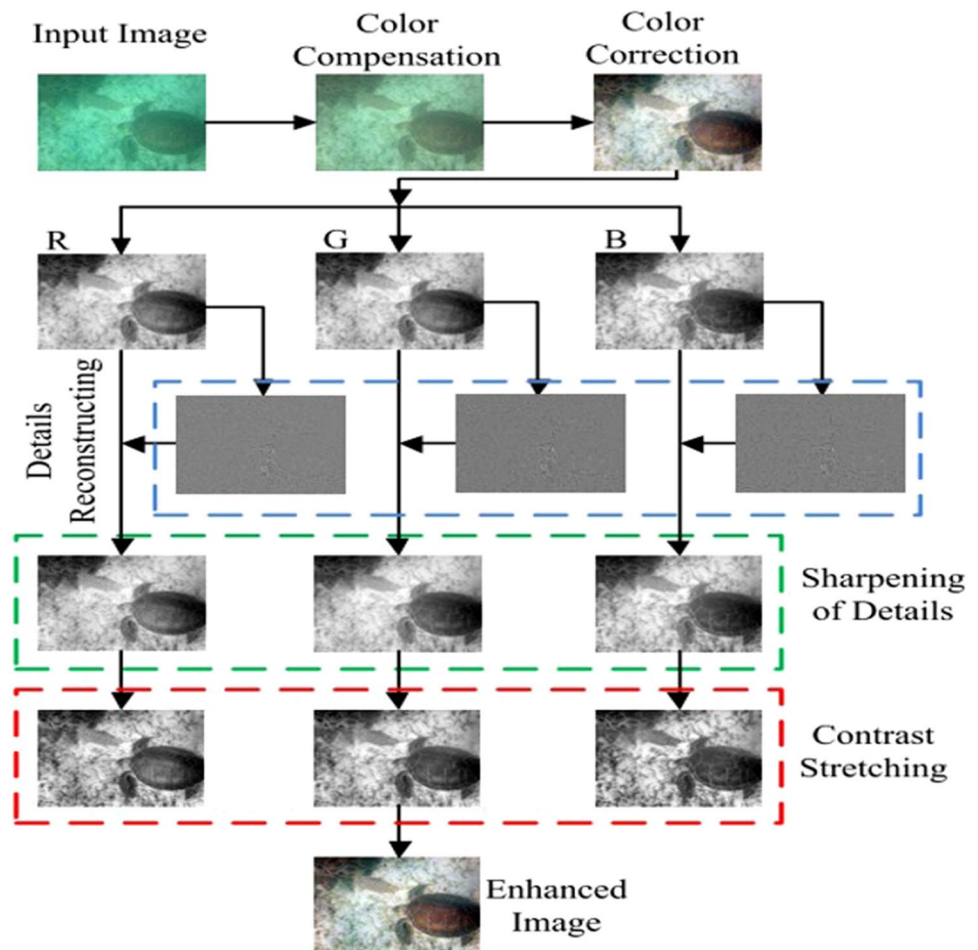 Input Image
Color
Compensation
Color
Correction
R
G
B
Details
Reconstructing
Sharpening
of Details
Contrast
Stretching
Enhanced
Image